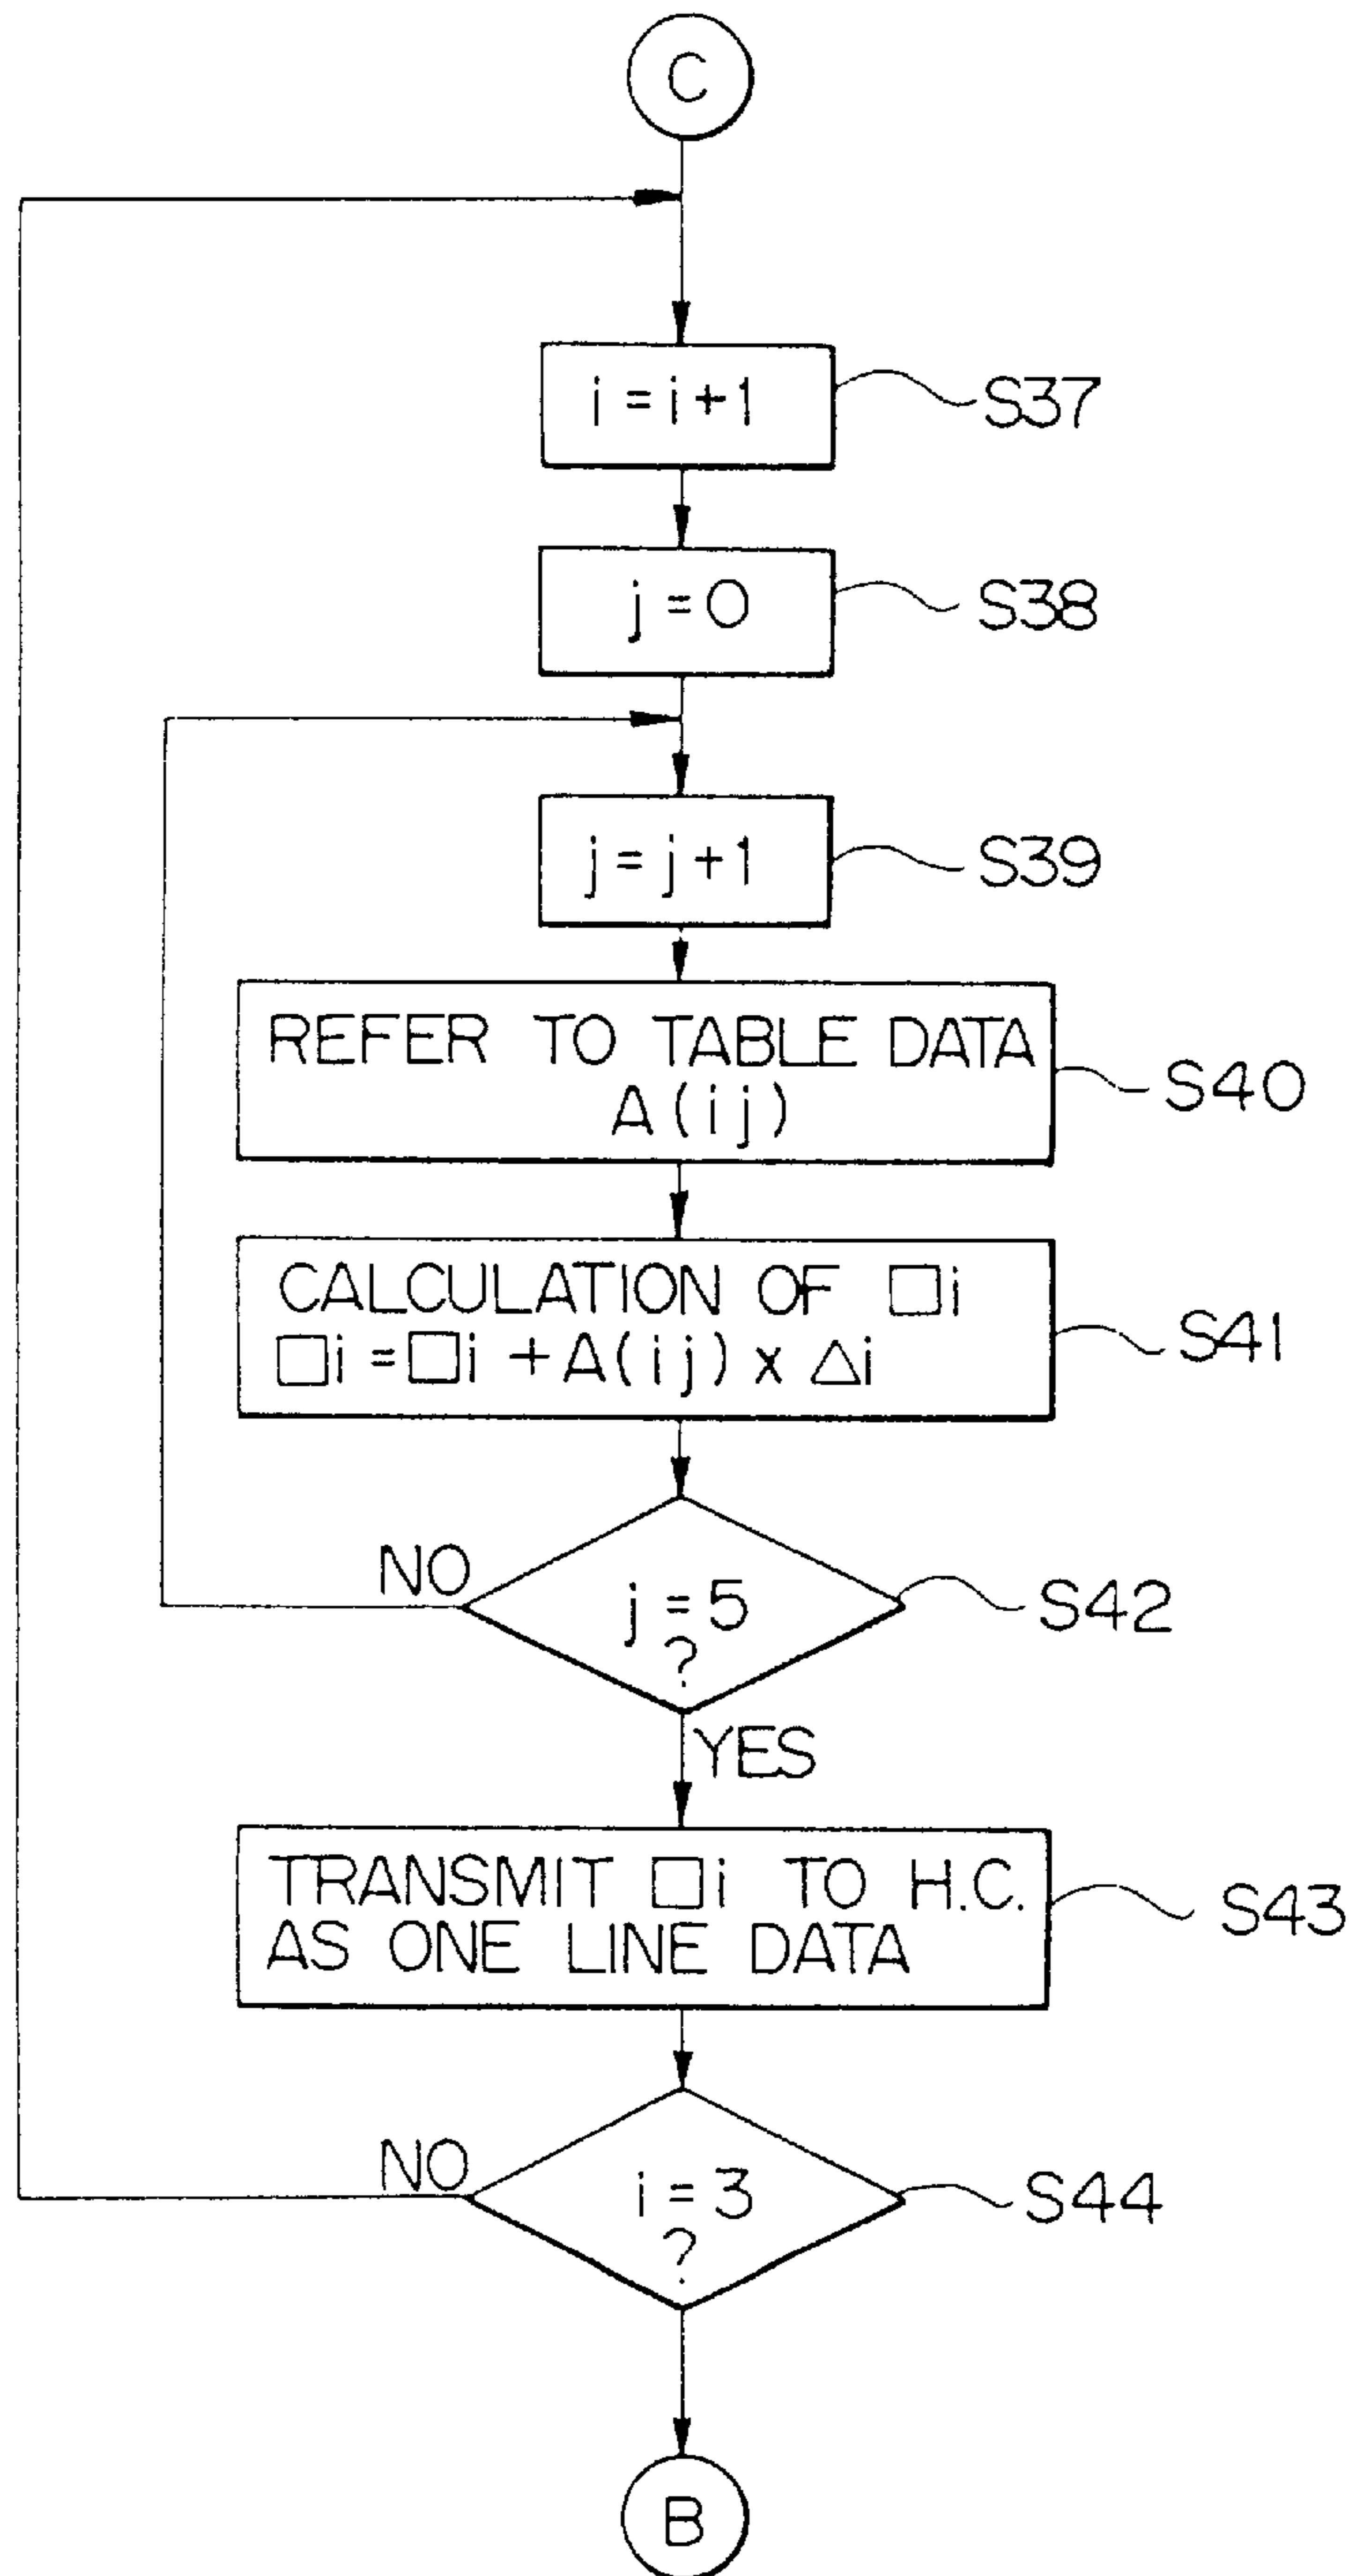 C
i = i + 1
S37
j = 0
S38
j = j + 1
S39
REFER TO TABLE DATA
A ( i j )
S40
CALCULATION OF □i
□i = □i + A( i j ) x △i
S41
NO
j = 5
?
S42
YES
TRANSMIT □i TO H.C.
AS ONE LINE DATA
S43
NO
i = 3
?
S44
B